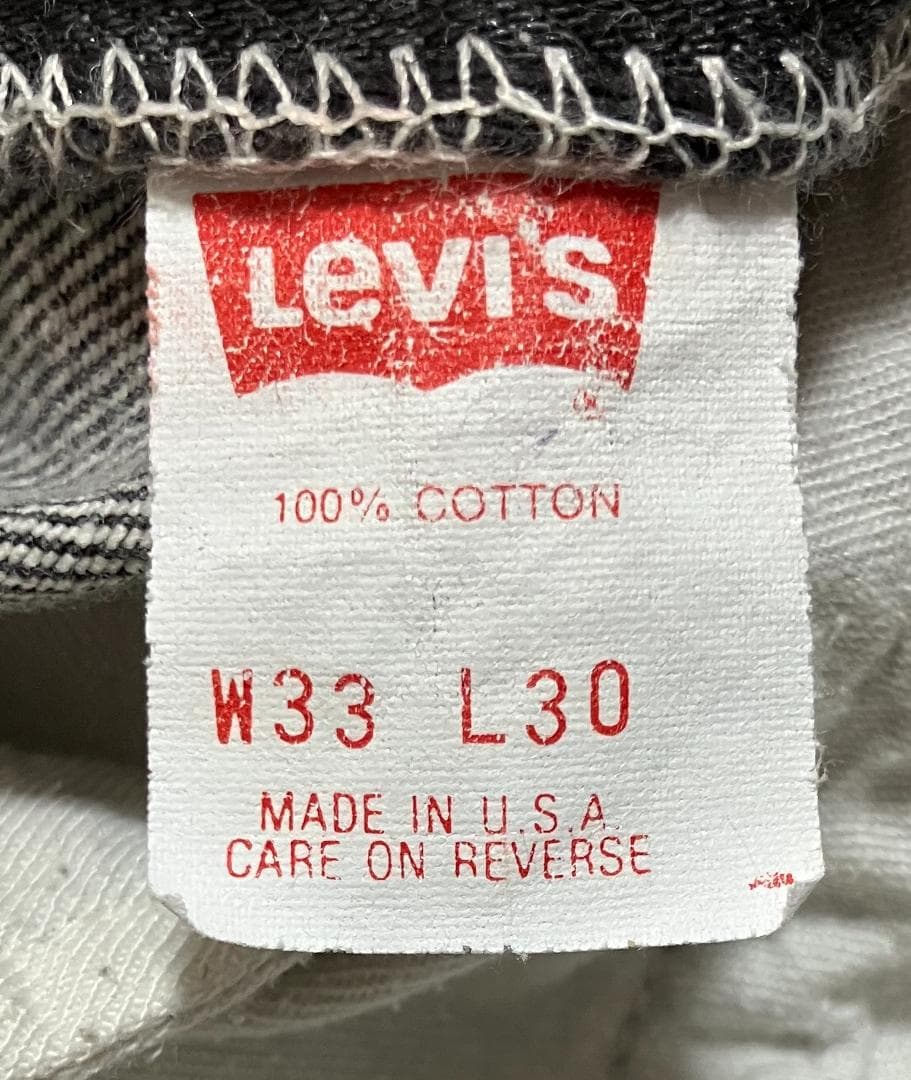 Levi's
®
100% COTTON
W33 L30
MADE IN U.S.A.
CARE ON REVERSE